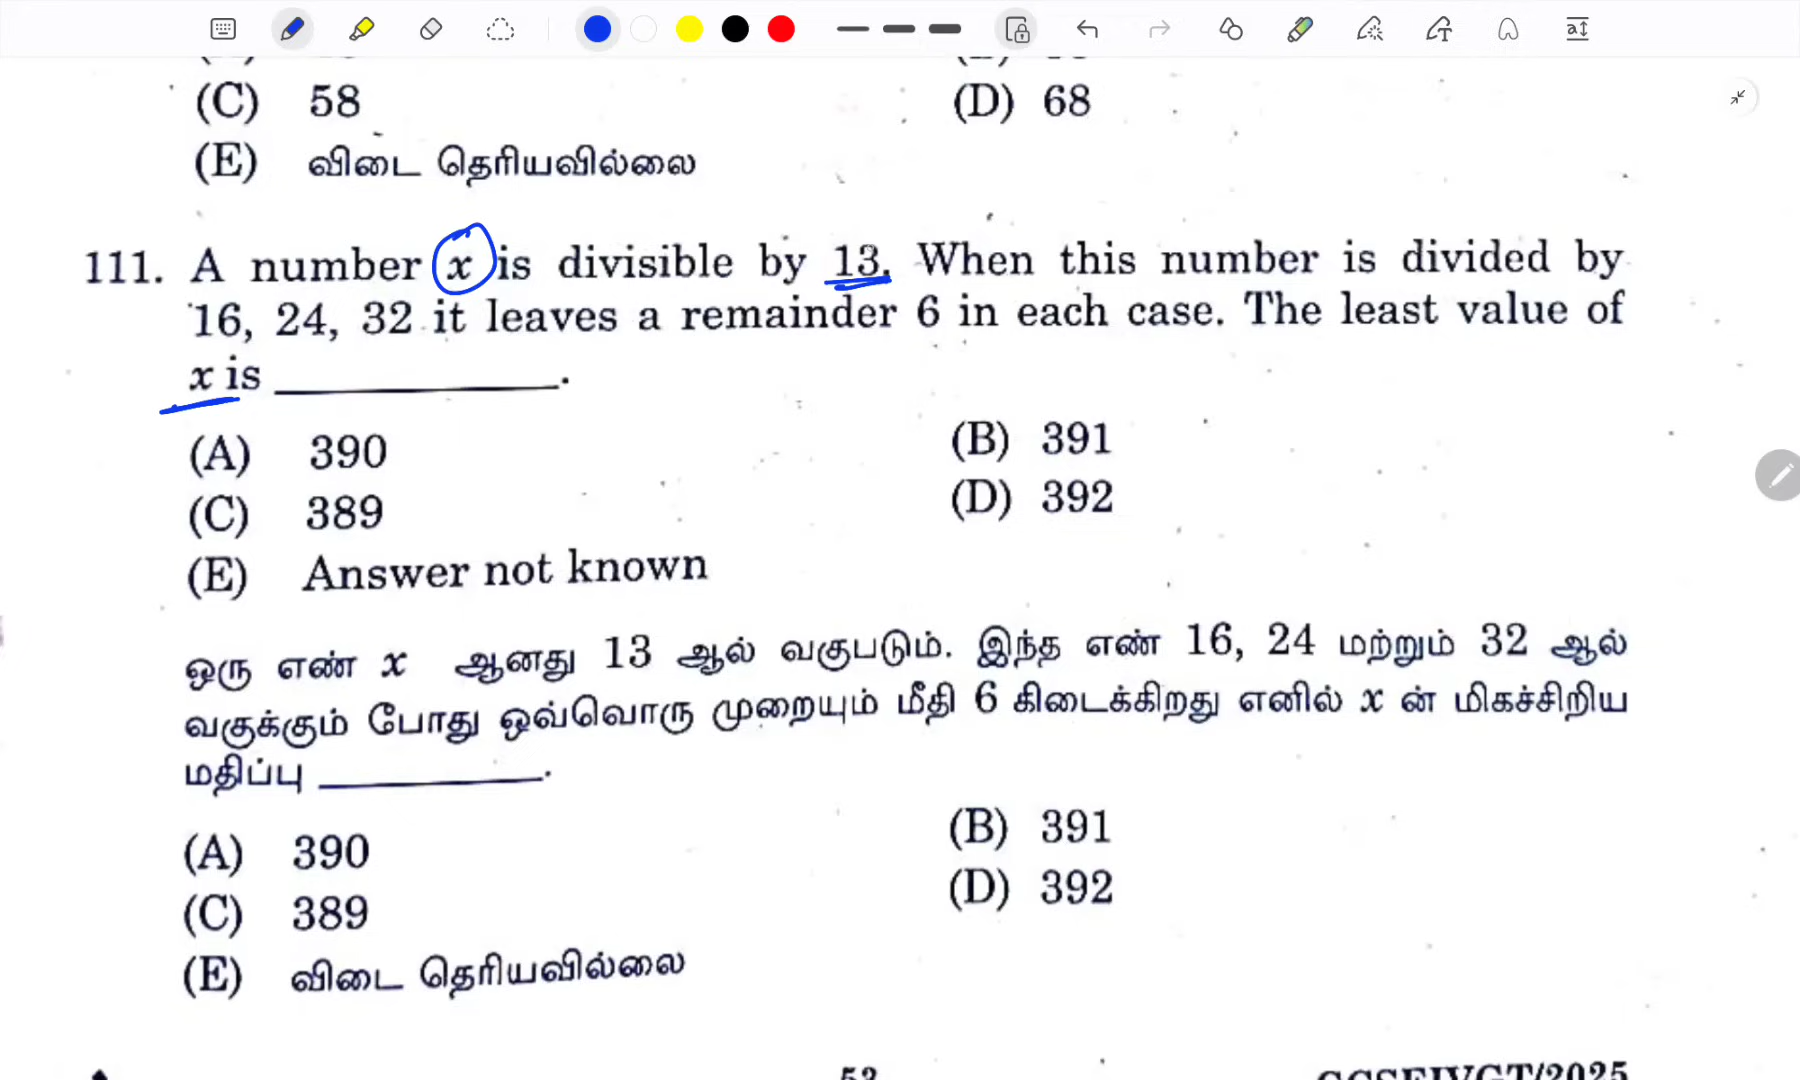 (C) 58 (D) 68
(E) விடை தெரியவில்லை
111. A number x is divisible by 13. When this number is divided by
16, 24, 32 it leaves a remainder 6 in each case. The least value of
x is ____________.
(A) 390 (B) 391
(C) 389 (D) 392
(E) Answer not known
ஒரு எண் x ஆனது 13 ஆல் வகுபடும். இந்த எண் 16, 24 மற்றும் 32 ஆல்
வகுக்கும் போது ஒவ்வொரு முறையும் மீதி 6 கிடைக்கிறது எனில் x ன் மிகச்சிறிய
மதிப்பு ____________.
(A) 390 (B) 391
(C) 389 (D) 392
(E) விடை தெரியவில்லை